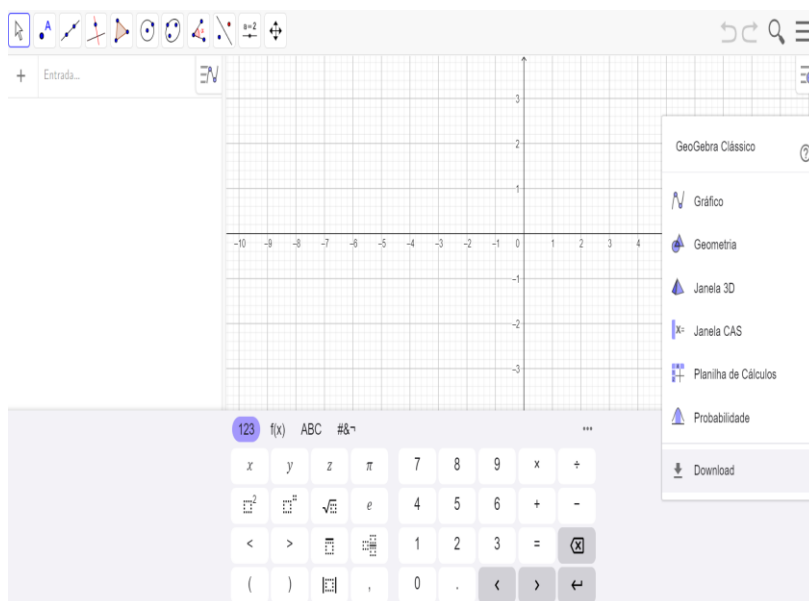 A
a=2
+ Entrada...
3
2
1
–10 –9 –8 –7 –6 –5 –4 –3 –2 –1 0 1 2 3 4
–1
–2
–3
GeoGebra Clássico
Gráfico
Geometria
Janela 3D
X= Janela CAS
Planilha de Cálculos
Probabilidade
Download
123 f(x) ABC #&¬ ...
x y z π 7 8 9 × ÷
2 e 4 5 6 + −
< > 1 2 3 =
( ) , 0 . < >